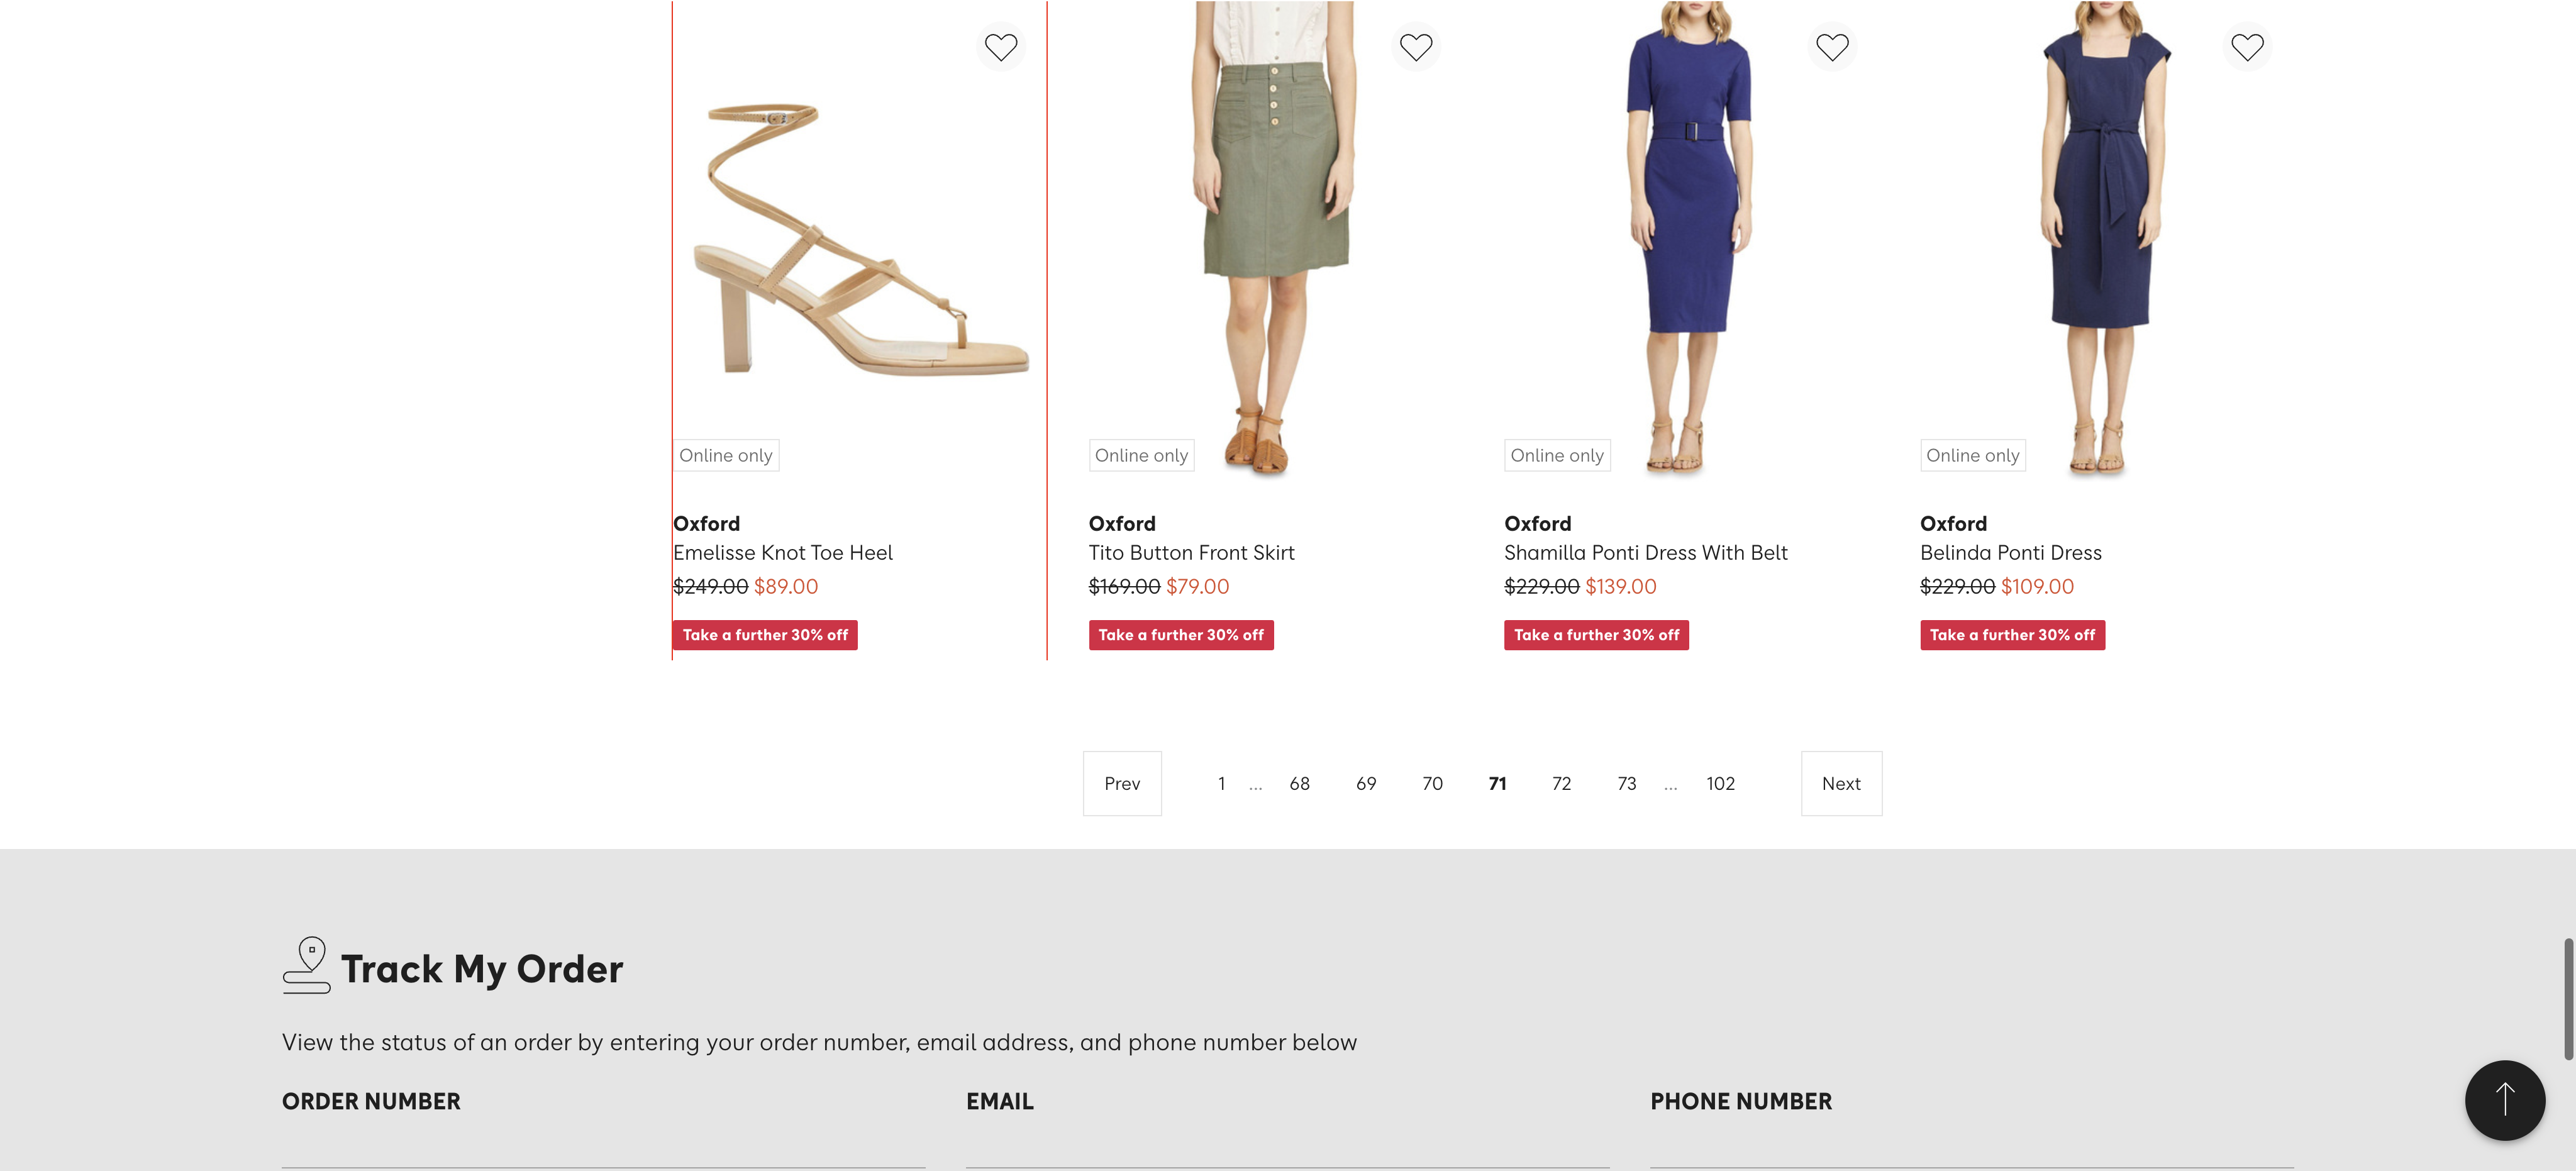 Online only
Online only
Online only
Online only
Oxford
Emelisse Knot Toe Heel
$249.00 $89.00
Take a further 30% off
Oxford
Tito Button Front Skirt
$169.00 $79.00
Take a further 30% off
Oxford
Shamilla Ponti Dress With Belt
$229.00 $139.00
Take a further 30% off
Oxford
Belinda Ponti Dress
$229.00 $109.00
Take a further 30% off
Prev 1 ... 68 69 70 71 72 73 ... 102 Next
Track My Order
View the status of an order by entering your order number, email address, and phone number below
ORDER NUMBER
EMAIL
PHONE NUMBER